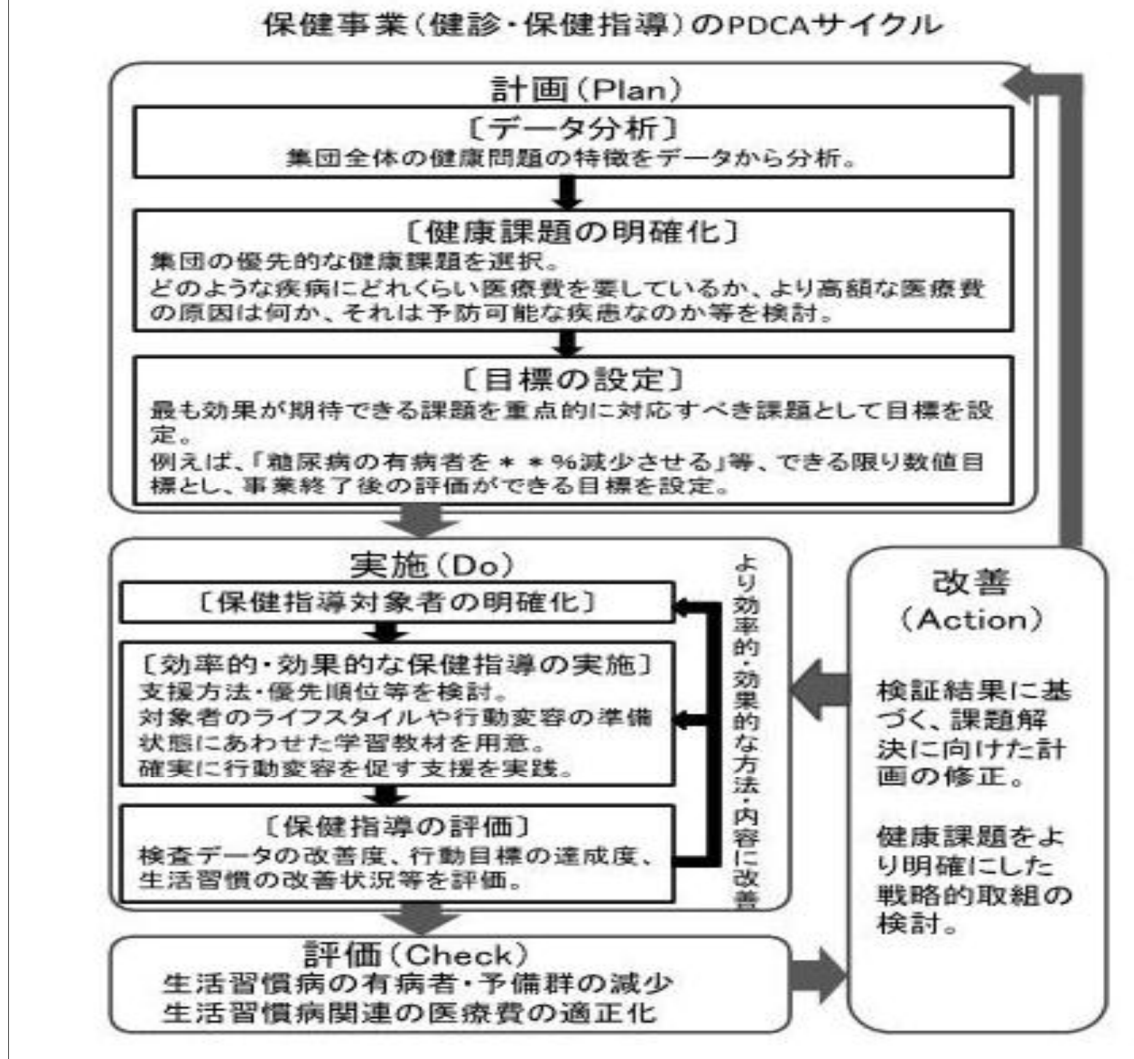 保健事業(健診・保健指導)のPDCAサイクル
計画(Plan)
〔データ分析〕
集団全体の健康問題の特徴をデータから分析。
〔健康課題の明確化〕
集団の優先的な健康課題を選択。
どのような疾病にどれくらい医療費を要しているか、より高額な医療費
の原因は何か、それは予防可能な疾患なのか等を検討。
〔目標の設定〕
最も効果が期待できる課題を重点的に対応すべき課題として目標を設
定。
例えば、「糖尿病の有病者を**%減少させる」等、できる限り数値目
標とし、事業終了後の評価ができる目標を設定。
実施(Do)
〔保健指導対象者の明確化〕
〔効率的・効果的な保健指導の実施〕
支援方法・優先順位等を検討。
対象者のライフスタイルや行動変容の準備
状態にあわせた学習教材を用意。
確実に行動変容を促す支援を実践。
〔保健指導の評価〕
検査データの改善度、行動目標の達成度、
生活習慣の改善状況等を評価。
より効率的・効果的な方法・内容に改善
評価(Check)
生活習慣病の有病者・予備群の減少
生活習慣病関連の医療費の適正化
改善
(Action)
検証結果に基
づく、課題解
決に向けた計
画の修正。
健康課題をよ
り明確にした
戦略的取組の
検討。